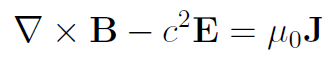 ∇ × B − c²E = μ₀J